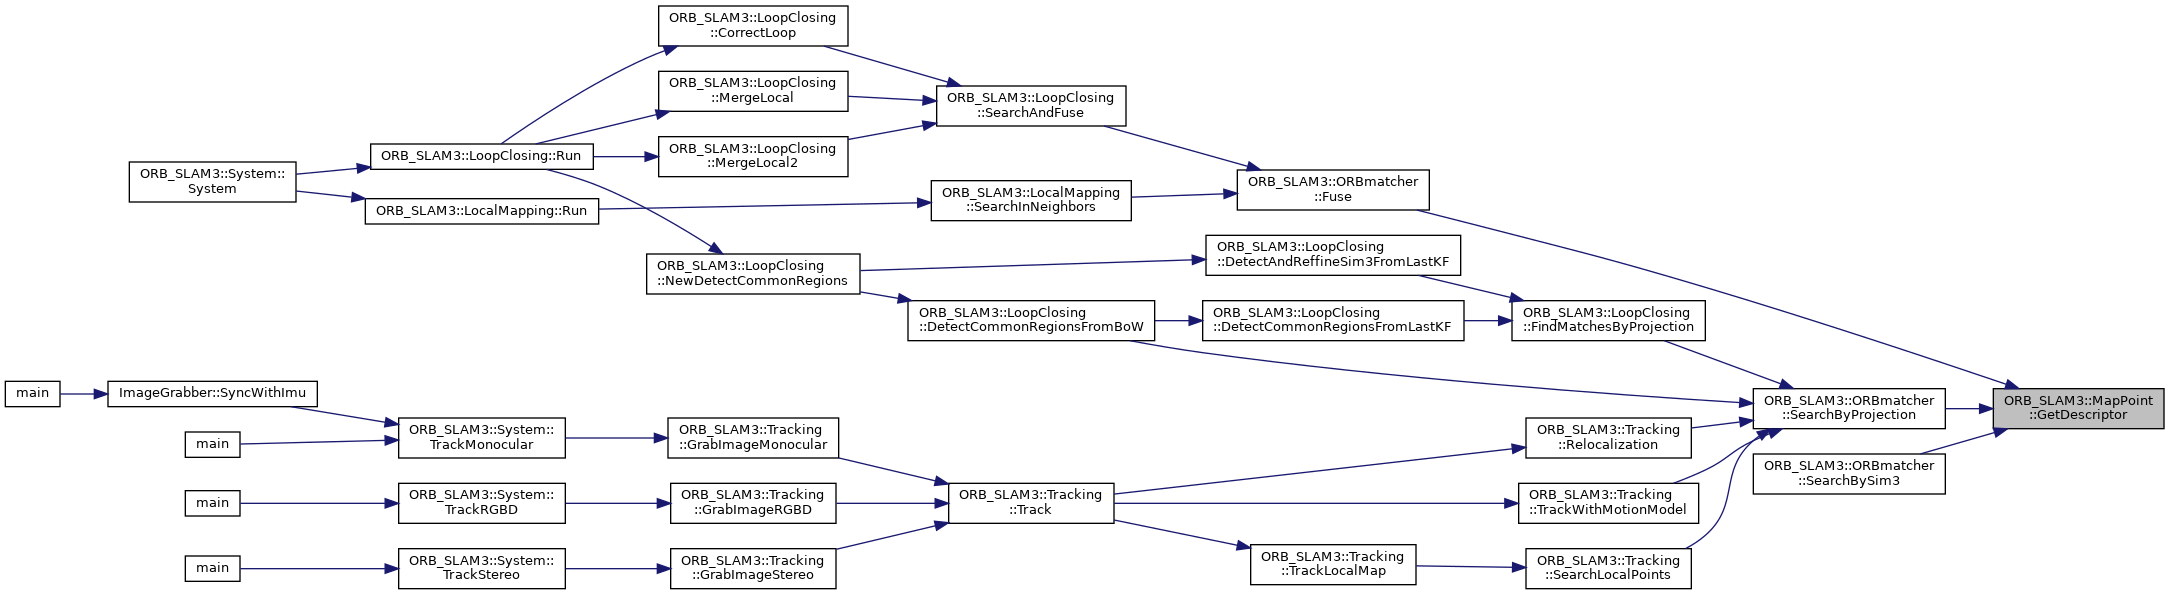 ORB_SLAM3::LoopClosing
::CorrectLoop
ORB_SLAM3::LoopClosing
::MergeLocal
ORB_SLAM3::LoopClosing
::SearchAndFuse
ORB_SLAM3::LoopClosing
::MergeLocal2
ORB_SLAM3::LoopClosing::Run
ORB_SLAM3::System::
System
ORB_SLAM3::ORBmatcher
::Fuse
ORB_SLAM3::LocalMapping
::SearchInNeighbors
ORB_SLAM3::LocalMapping::Run
ORB_SLAM3::LoopClosing
::DetectAndReffineSim3FromLastKF
ORB_SLAM3::LoopClosing
::NewDetectCommonRegions
ORB_SLAM3::LoopClosing
::DetectCommonRegionsFromBoW
ORB_SLAM3::LoopClosing
::DetectCommonRegionsFromLastKF
ORB_SLAM3::LoopClosing
::FindMatchesByProjection
main
ImageGrabber::SyncWithImu
ORB_SLAM3::ORBmatcher
::SearchByProjection
ORB_SLAM3::MapPoint
::GetDescriptor
main
ORB_SLAM3::System::
TrackMonocular
ORB_SLAM3::Tracking
::GrabImageMonocular
ORB_SLAM3::Tracking
::Relocalization
ORB_SLAM3::ORBmatcher
::SearchBySim3
main
ORB_SLAM3::System::
TrackRGBD
ORB_SLAM3::Tracking
::GrabImageRGBD
ORB_SLAM3::Tracking
::Track
ORB_SLAM3::Tracking
::TrackWithMotionModel
main
ORB_SLAM3::System::
TrackStereo
ORB_SLAM3::Tracking
::GrabImageStereo
ORB_SLAM3::Tracking
::TrackLocalMap
ORB_SLAM3::Tracking
::SearchLocalPoints